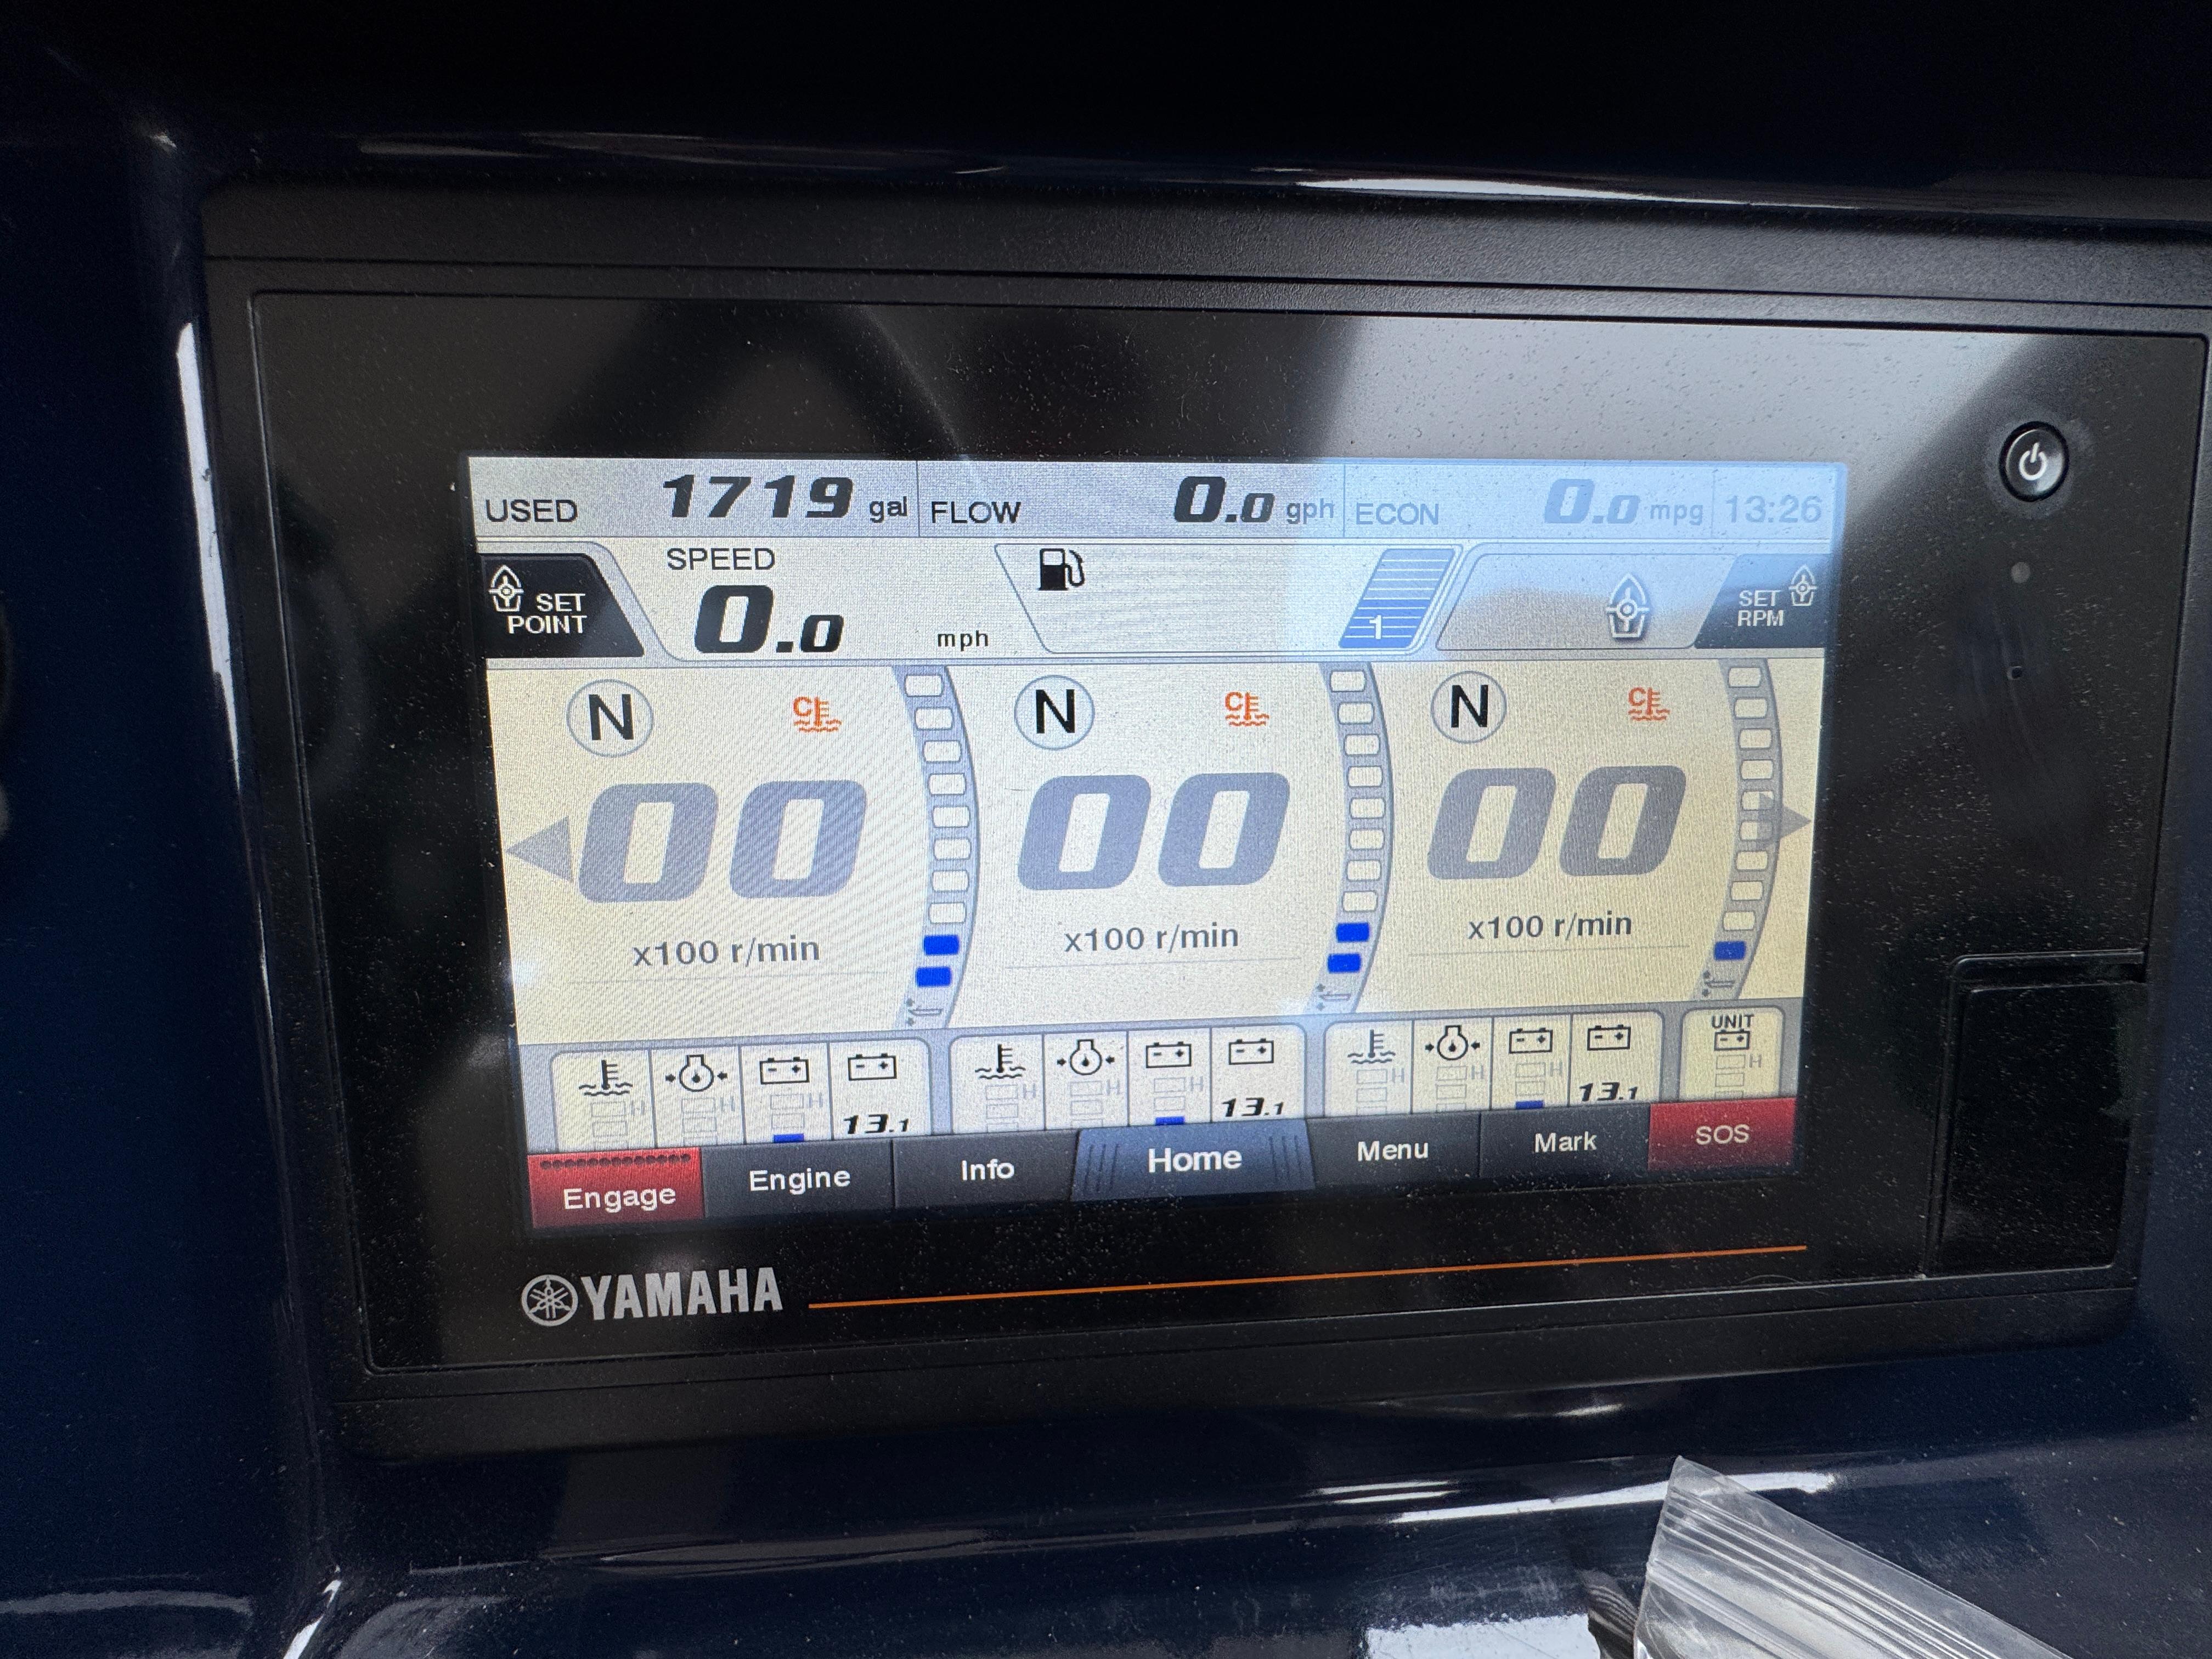 USED 1719 gal FLOW 0.0 gph ECON 0.0 mpg 13:26
SET POINT
SPEED
0.0 mph
1
SET RPM
N C N C N C
00 00 00
x100 r/min x100 r/min x100 r/min
UNIT
H H H H H H H H H H
13.1 13.1 13.1
Engage Engine Info Home Menu Mark SOS
YAMAHA